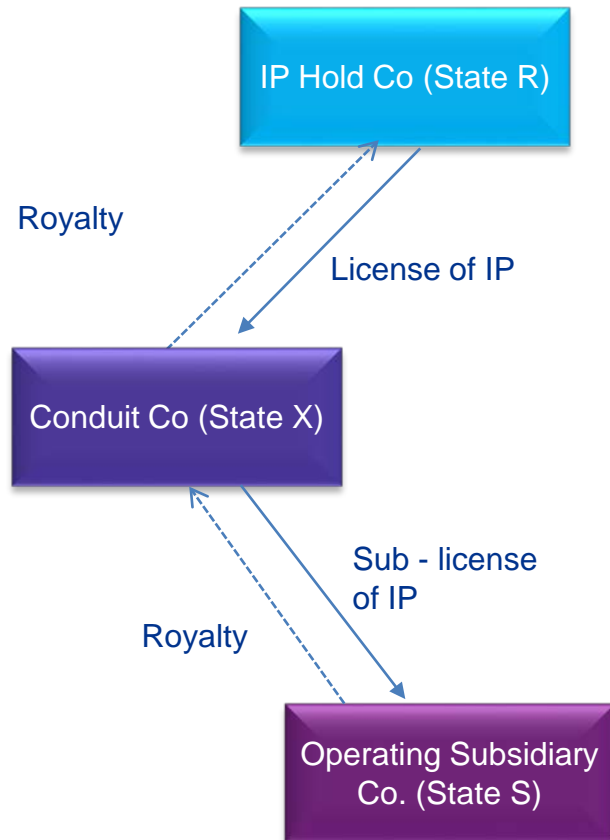 IP Hold Co (State R)
Royalty
License of IP
Conduit Co (State X)
Sub - license
of IP
Royalty
Operating Subsidiary
Co. (State S)